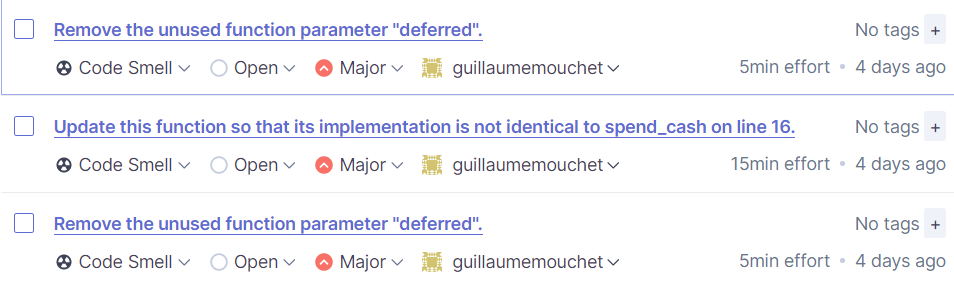 Remove the unused function parameter "deferred". No tags +
Code Smell Open Major guillaumemouchet 5min effort • 4 days ago
Update this function so that its implementation is not identical to spend_cash on line 16. No tags +
Code Smell Open Major guillaumemouchet 15min effort • 4 days ago
Remove the unused function parameter "deferred". No tags +
Code Smell Open Major guillaumemouchet 5min effort • 4 days ago